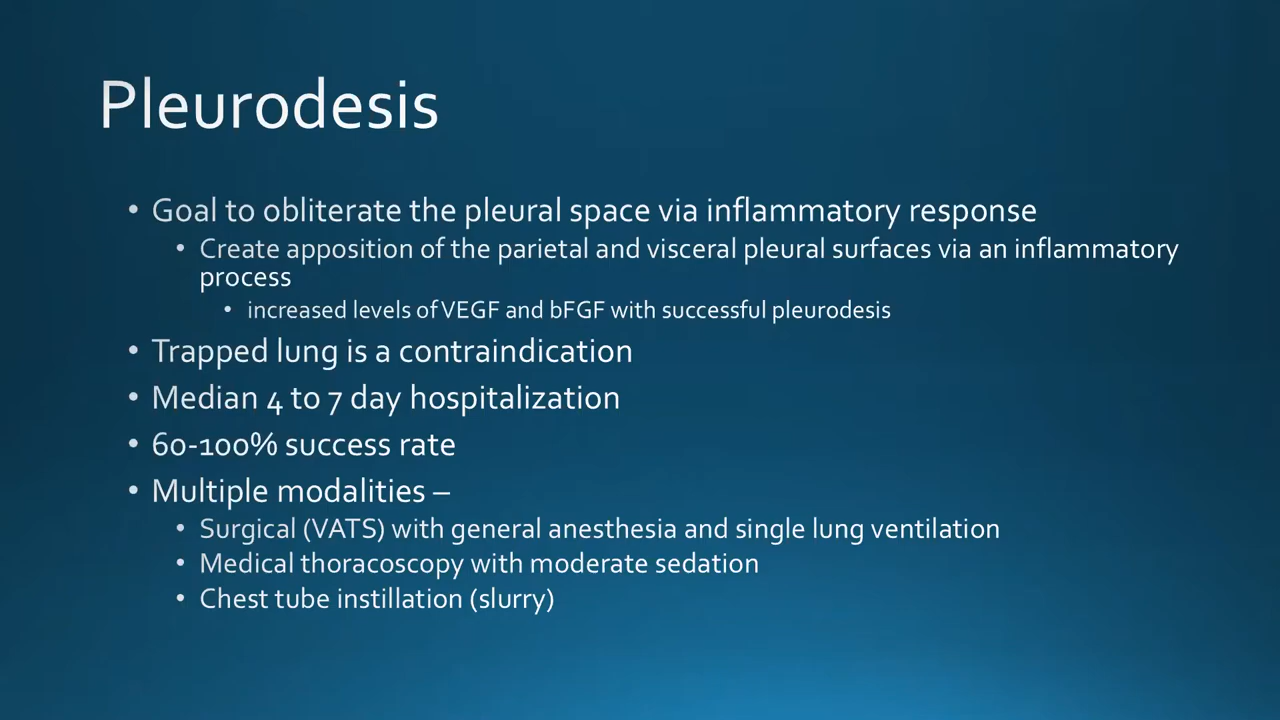 Pleurodesis
• Goal to obliterate the pleural space via inflammatory response
• Create apposition of the parietal and visceral pleural surfaces via an inflammatory
process
• increased levels of VEGF and bFGF with successful pleurodesis
• Trapped lung is a contraindication
• Median 4 to 7 day hospitalization
• 60-100% success rate
• Multiple modalities –
• Surgical (VATS) with general anesthesia and single lung ventilation
• Medical thoracoscopy with moderate sedation
• Chest tube instillation (slurry)